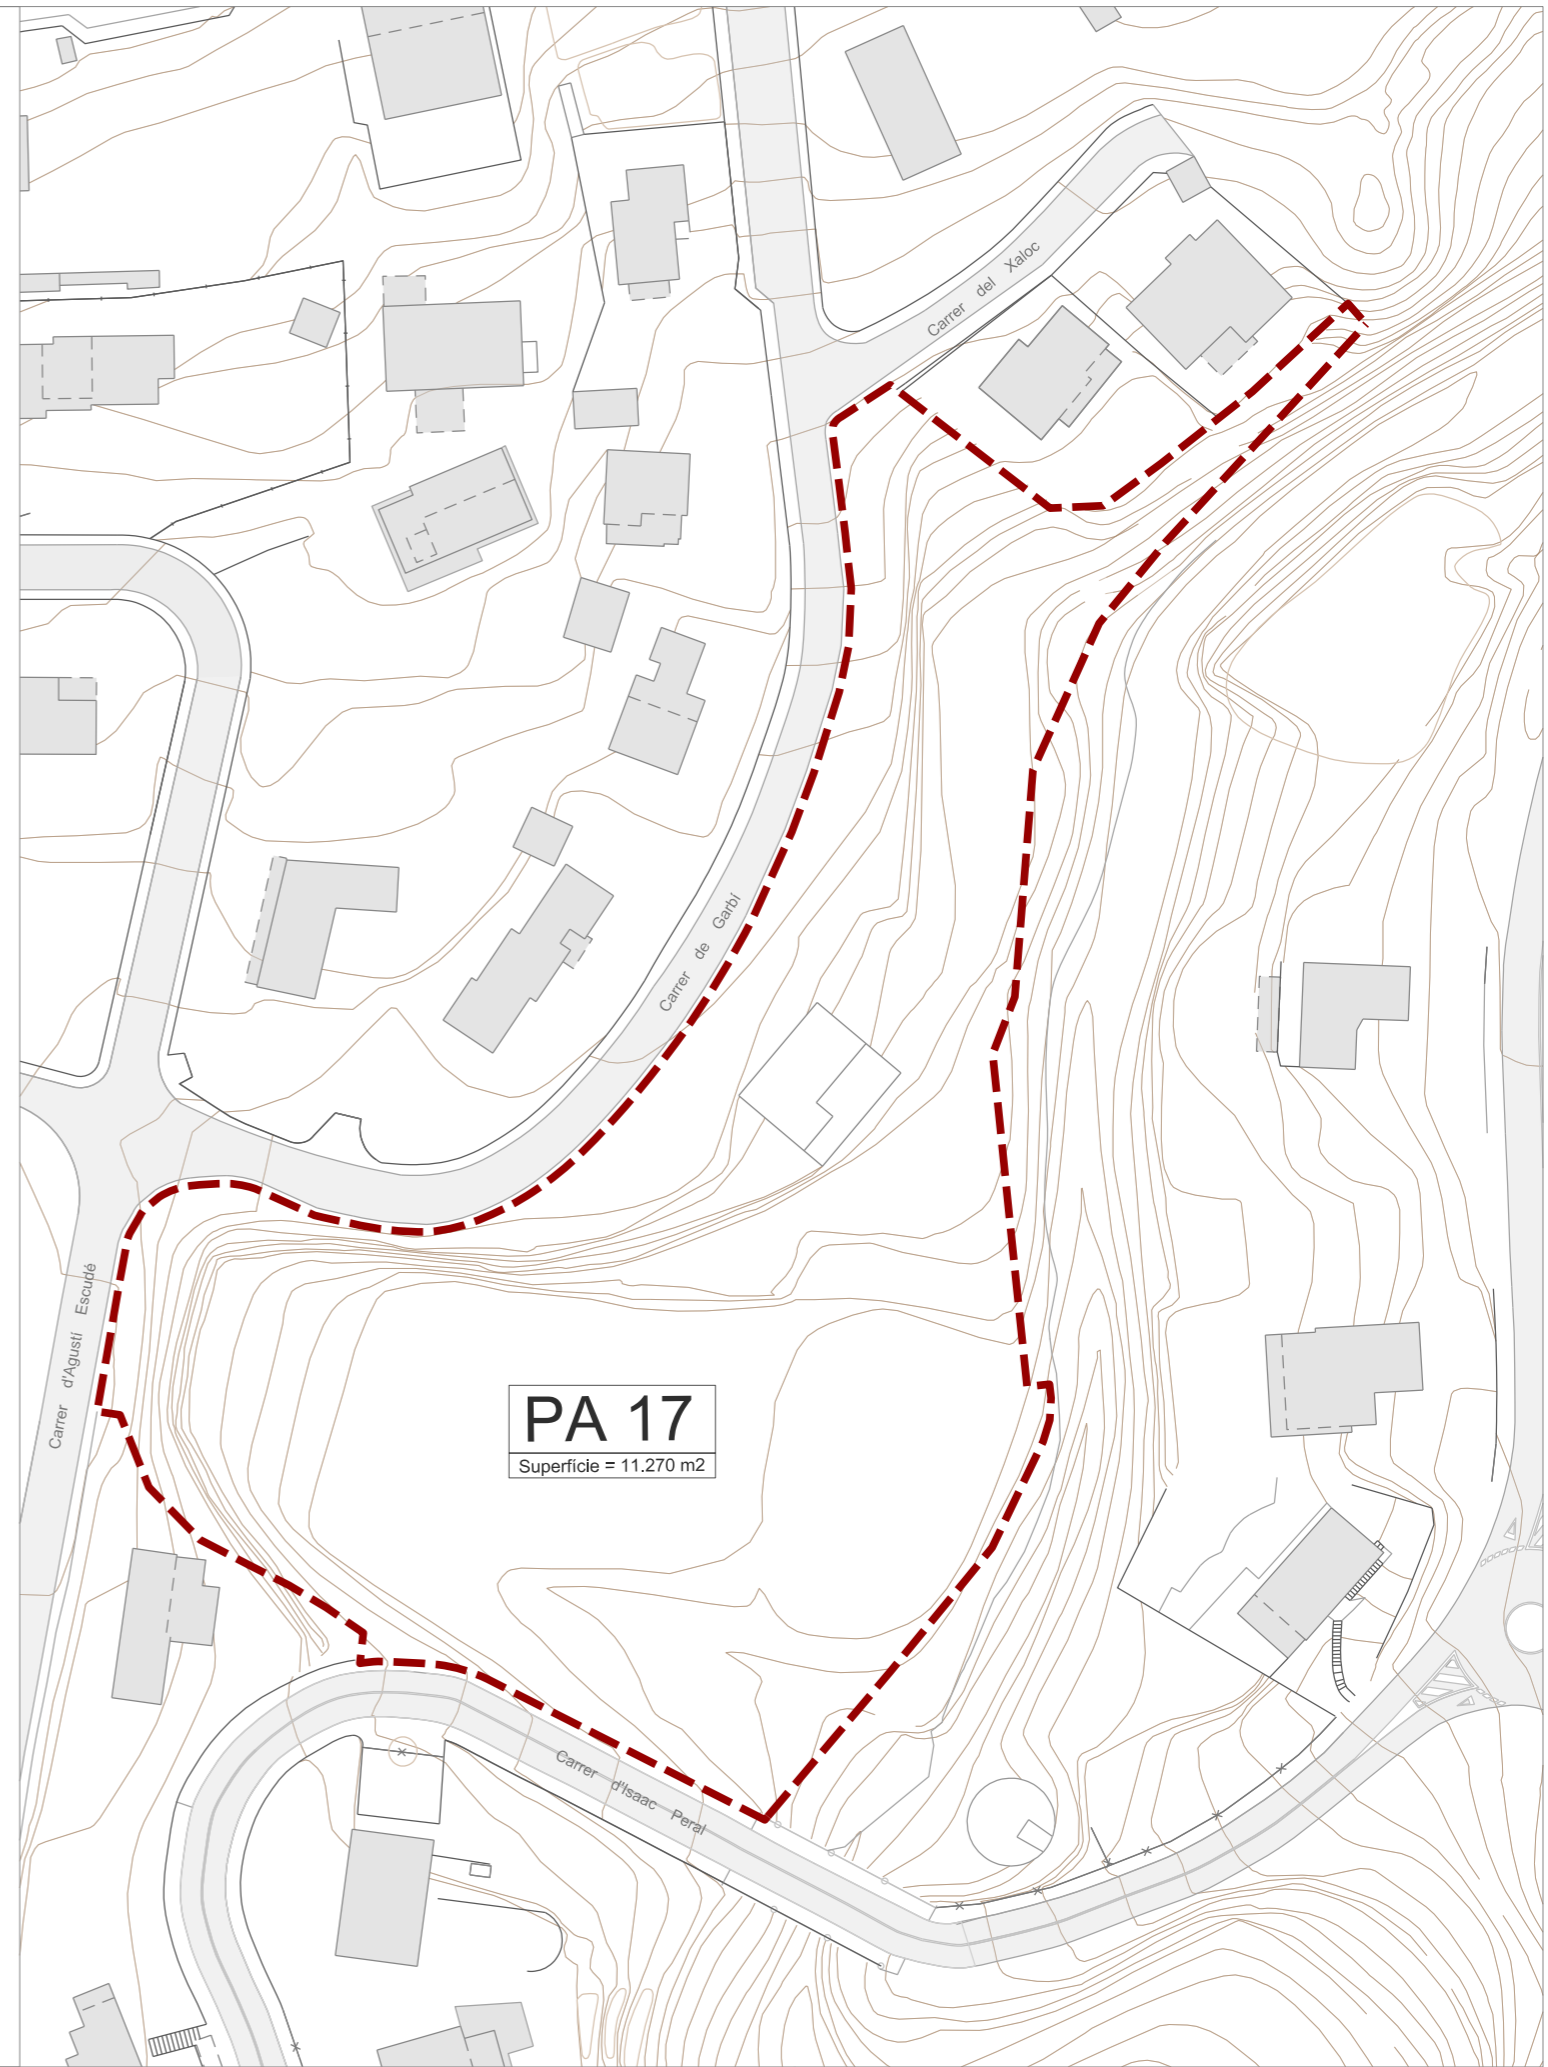 Carrer del Xaloc
Carrer de Garbí
Carrer d'Agustí Escudé
PA 17
Superfície = 11.270 m2
Carrer d'Isaac Peral